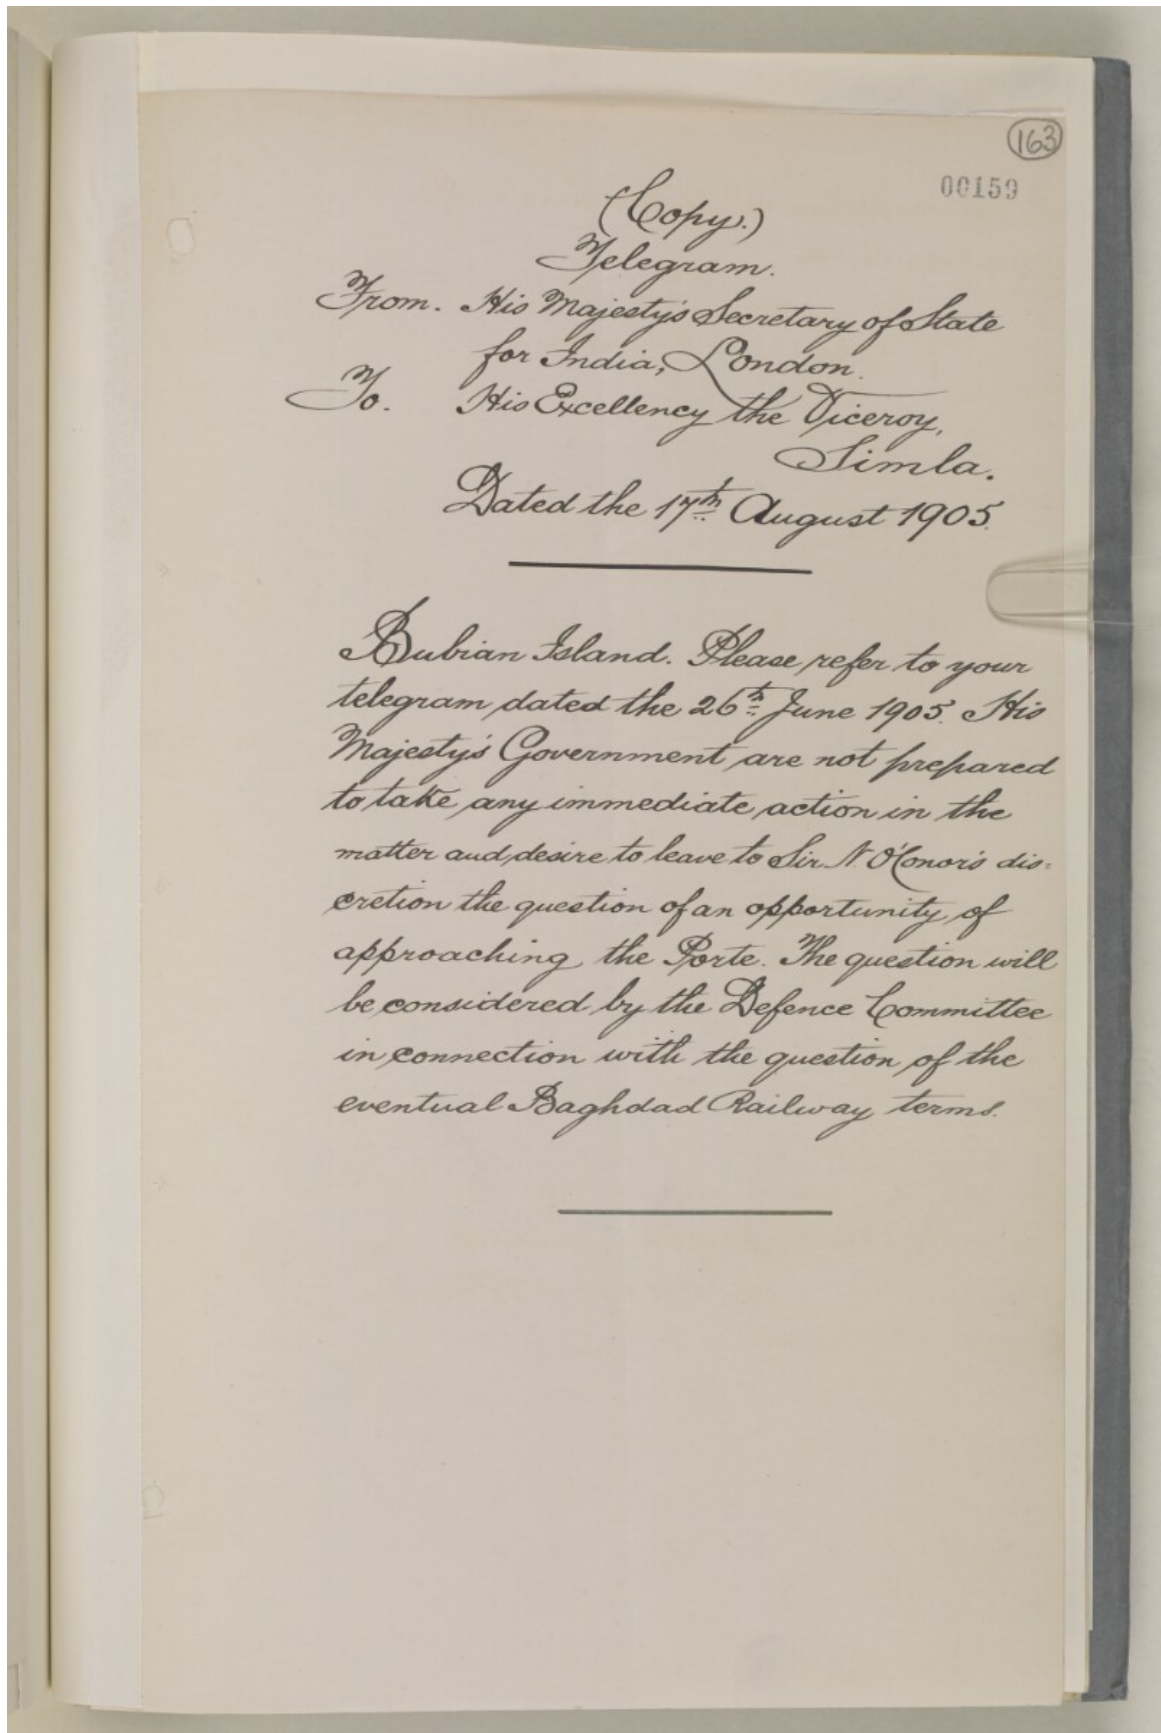 163
00159
(Copy.)
Telegram.
From. His Majesty's Secretary of State
for India, London.
To. His Excellency the Viceroy,
Simla.
Dated the 17th August 1905.
Bubian Island. Please refer to your
telegram dated the 26th June 1905. His
Majesty's Government are not prepared
to take any immediate action in the
matter and desire to leave to Sir N. O'Conor's dis=
cretion the question of an opportunity of
approaching the Porte. The question will
be considered by the Defence Committee
in connection with the question of the
eventual Baghdad Railway terms.